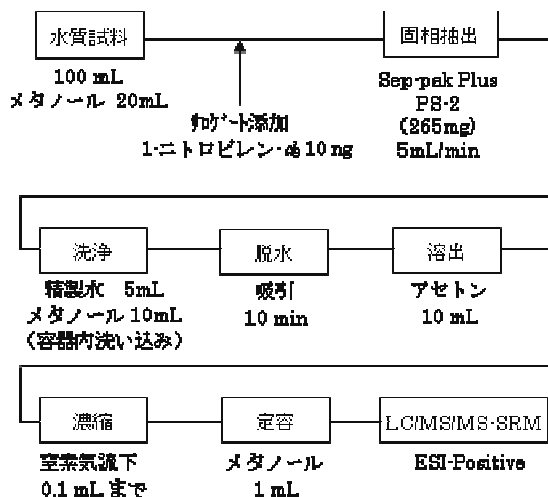 水質試料
100 mL
メタノール 20mL
サロゲート添加
1-ニトロピレン-d9 10 ng
固相抽出
Sep-pak Plus
PS-2
(265mg)
5mL/min
洗浄
精製水 5mL
メタノール 10mL
(容器内洗い込み)
脱水
吸引
10 min
溶出
アセトン
10 mL
濃縮
窒素気流下
0.1 mL まで
定容
メタノール
1 mL
LC/MS/MS-SRM
ESI-Positive